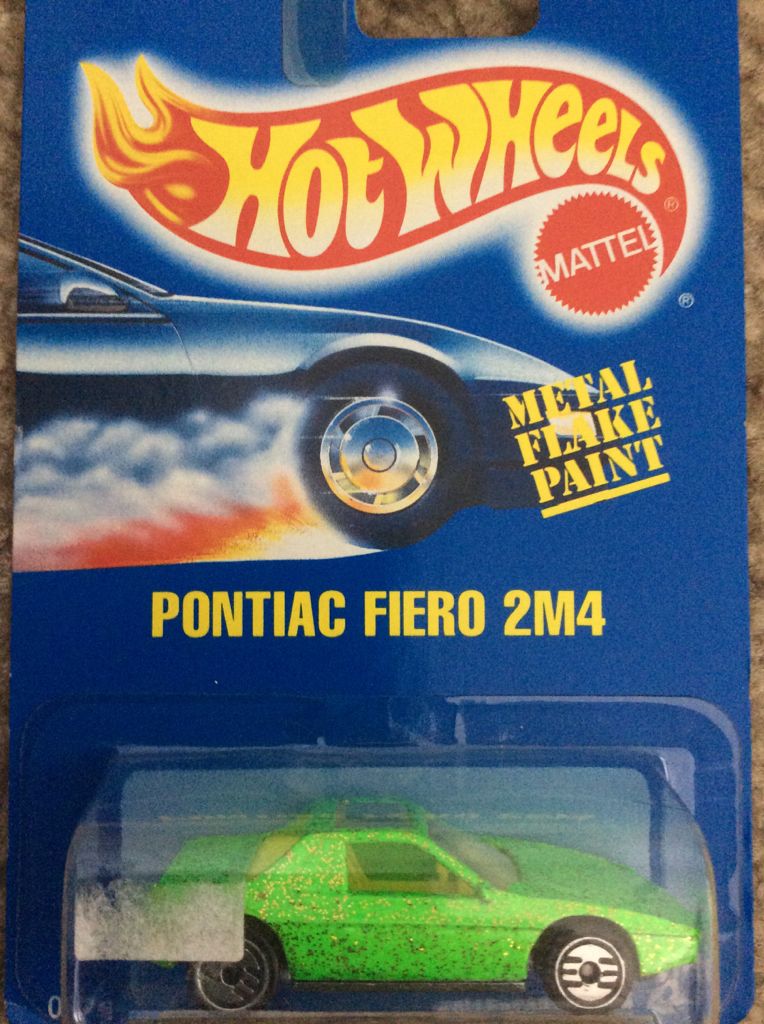 HOT WHEELS ®
MATTEL ®
METAL
FLAKE
PAINT
PONTIAC FIERO 2M4